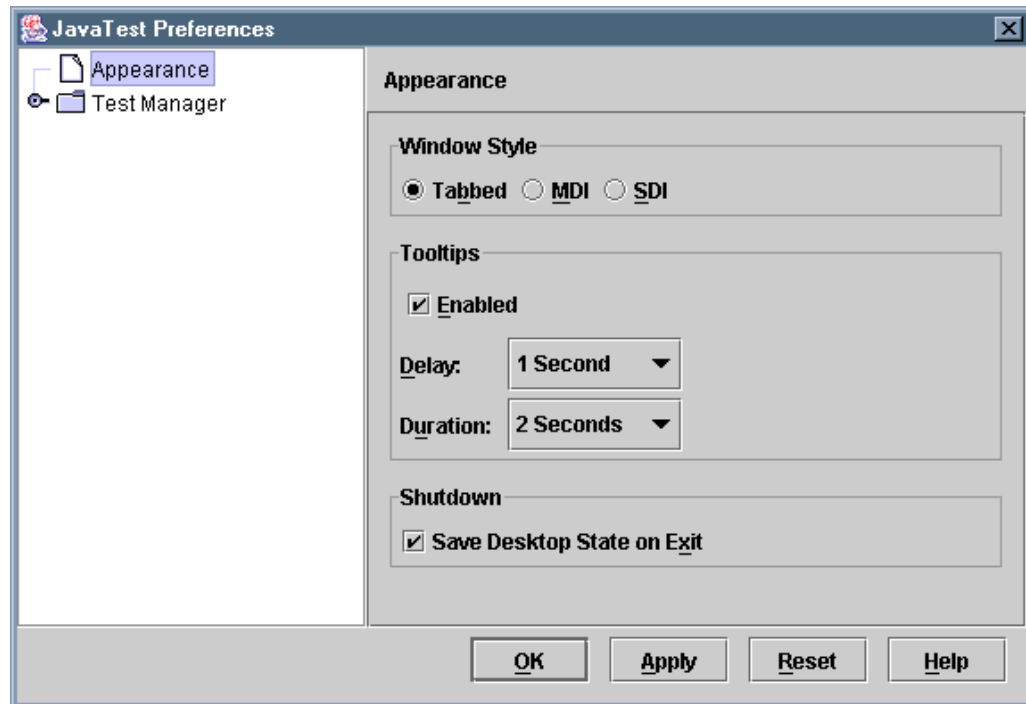 JavaTest Preferences
Appearance
Test Manager
Appearance
Window Style
Tabbed MDI SDI
Tooltips
Enabled
Delay: 1 Second
Duration: 2 Seconds
Shutdown
Save Desktop State on Exit
OK Apply Reset Help